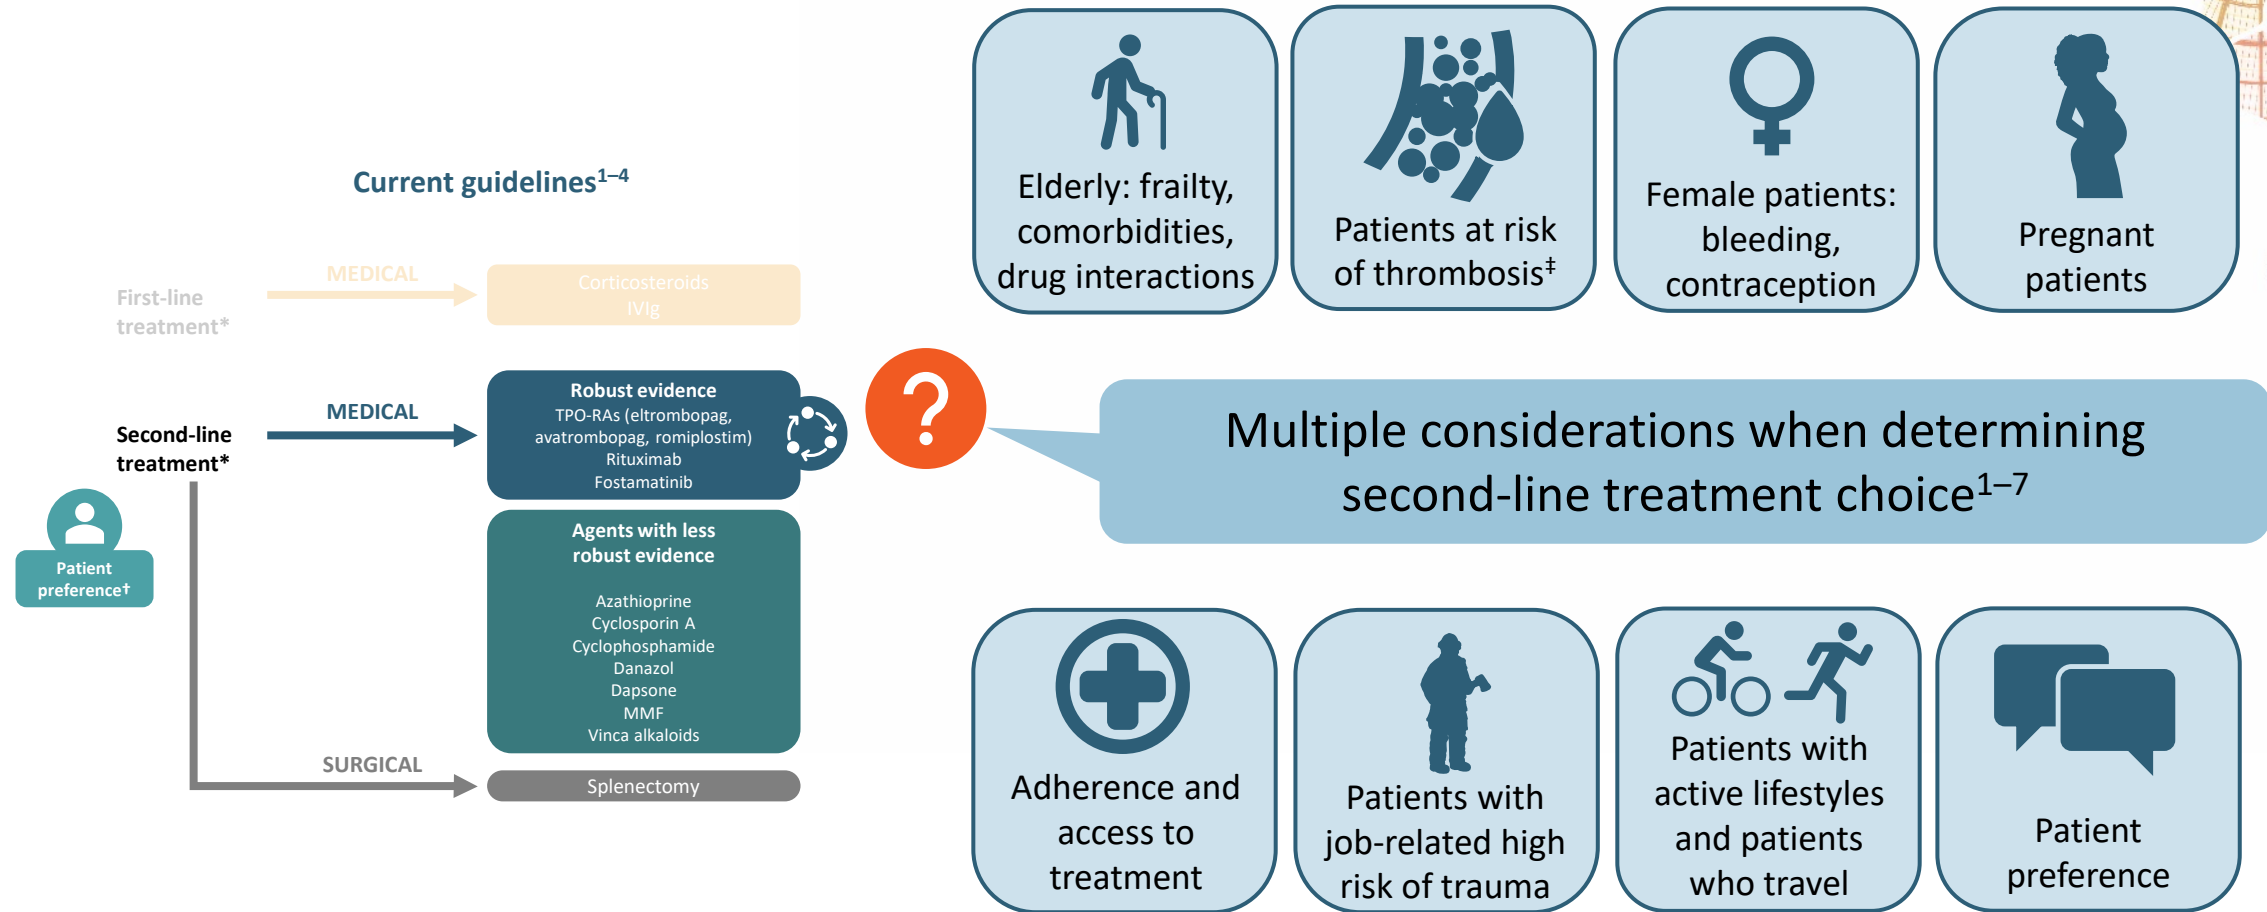 Current guidelines1–4
First-line
treatment*
MEDICAL
Corticosteroids
IVIg
Second-line
treatment*
MEDICAL
Robust evidence
TPO-RAs (eltrombopag,
avatrombopag, romiplostim)
Rituximab
Fostamatinib
Patient
preference†
Agents with less
robust evidence
Azathioprine
Cyclosporin A
Cyclophosphamide
Danazol
Dapsone
MMF
Vinca alkaloids
SURGICAL
Splenectomy
?
Elderly: frailty,
comorbidities,
drug interactions
Patients at risk
of thrombosis‡
Female patients:
bleeding,
contraception
Pregnant
patients
Multiple considerations when determining
second-line treatment choice1–7
Adherence and
access to
treatment
Patients with
job-related high
risk of trauma
Patients with
active lifestyles
and patients
who travel
Patient
preference